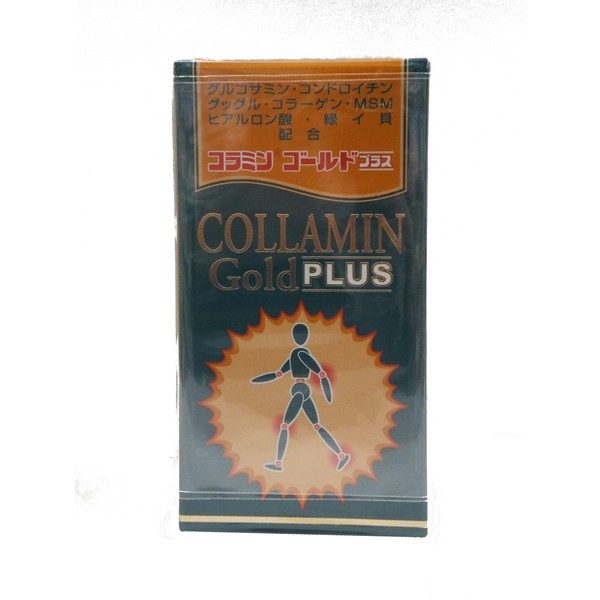 グルコサミン・コンドロイチン
グッグル・コラーゲン・MSM
ヒアルロン酸・緑イ貝
配合
コラミン ゴールドプラス
COLLAMIN
Gold PLUS